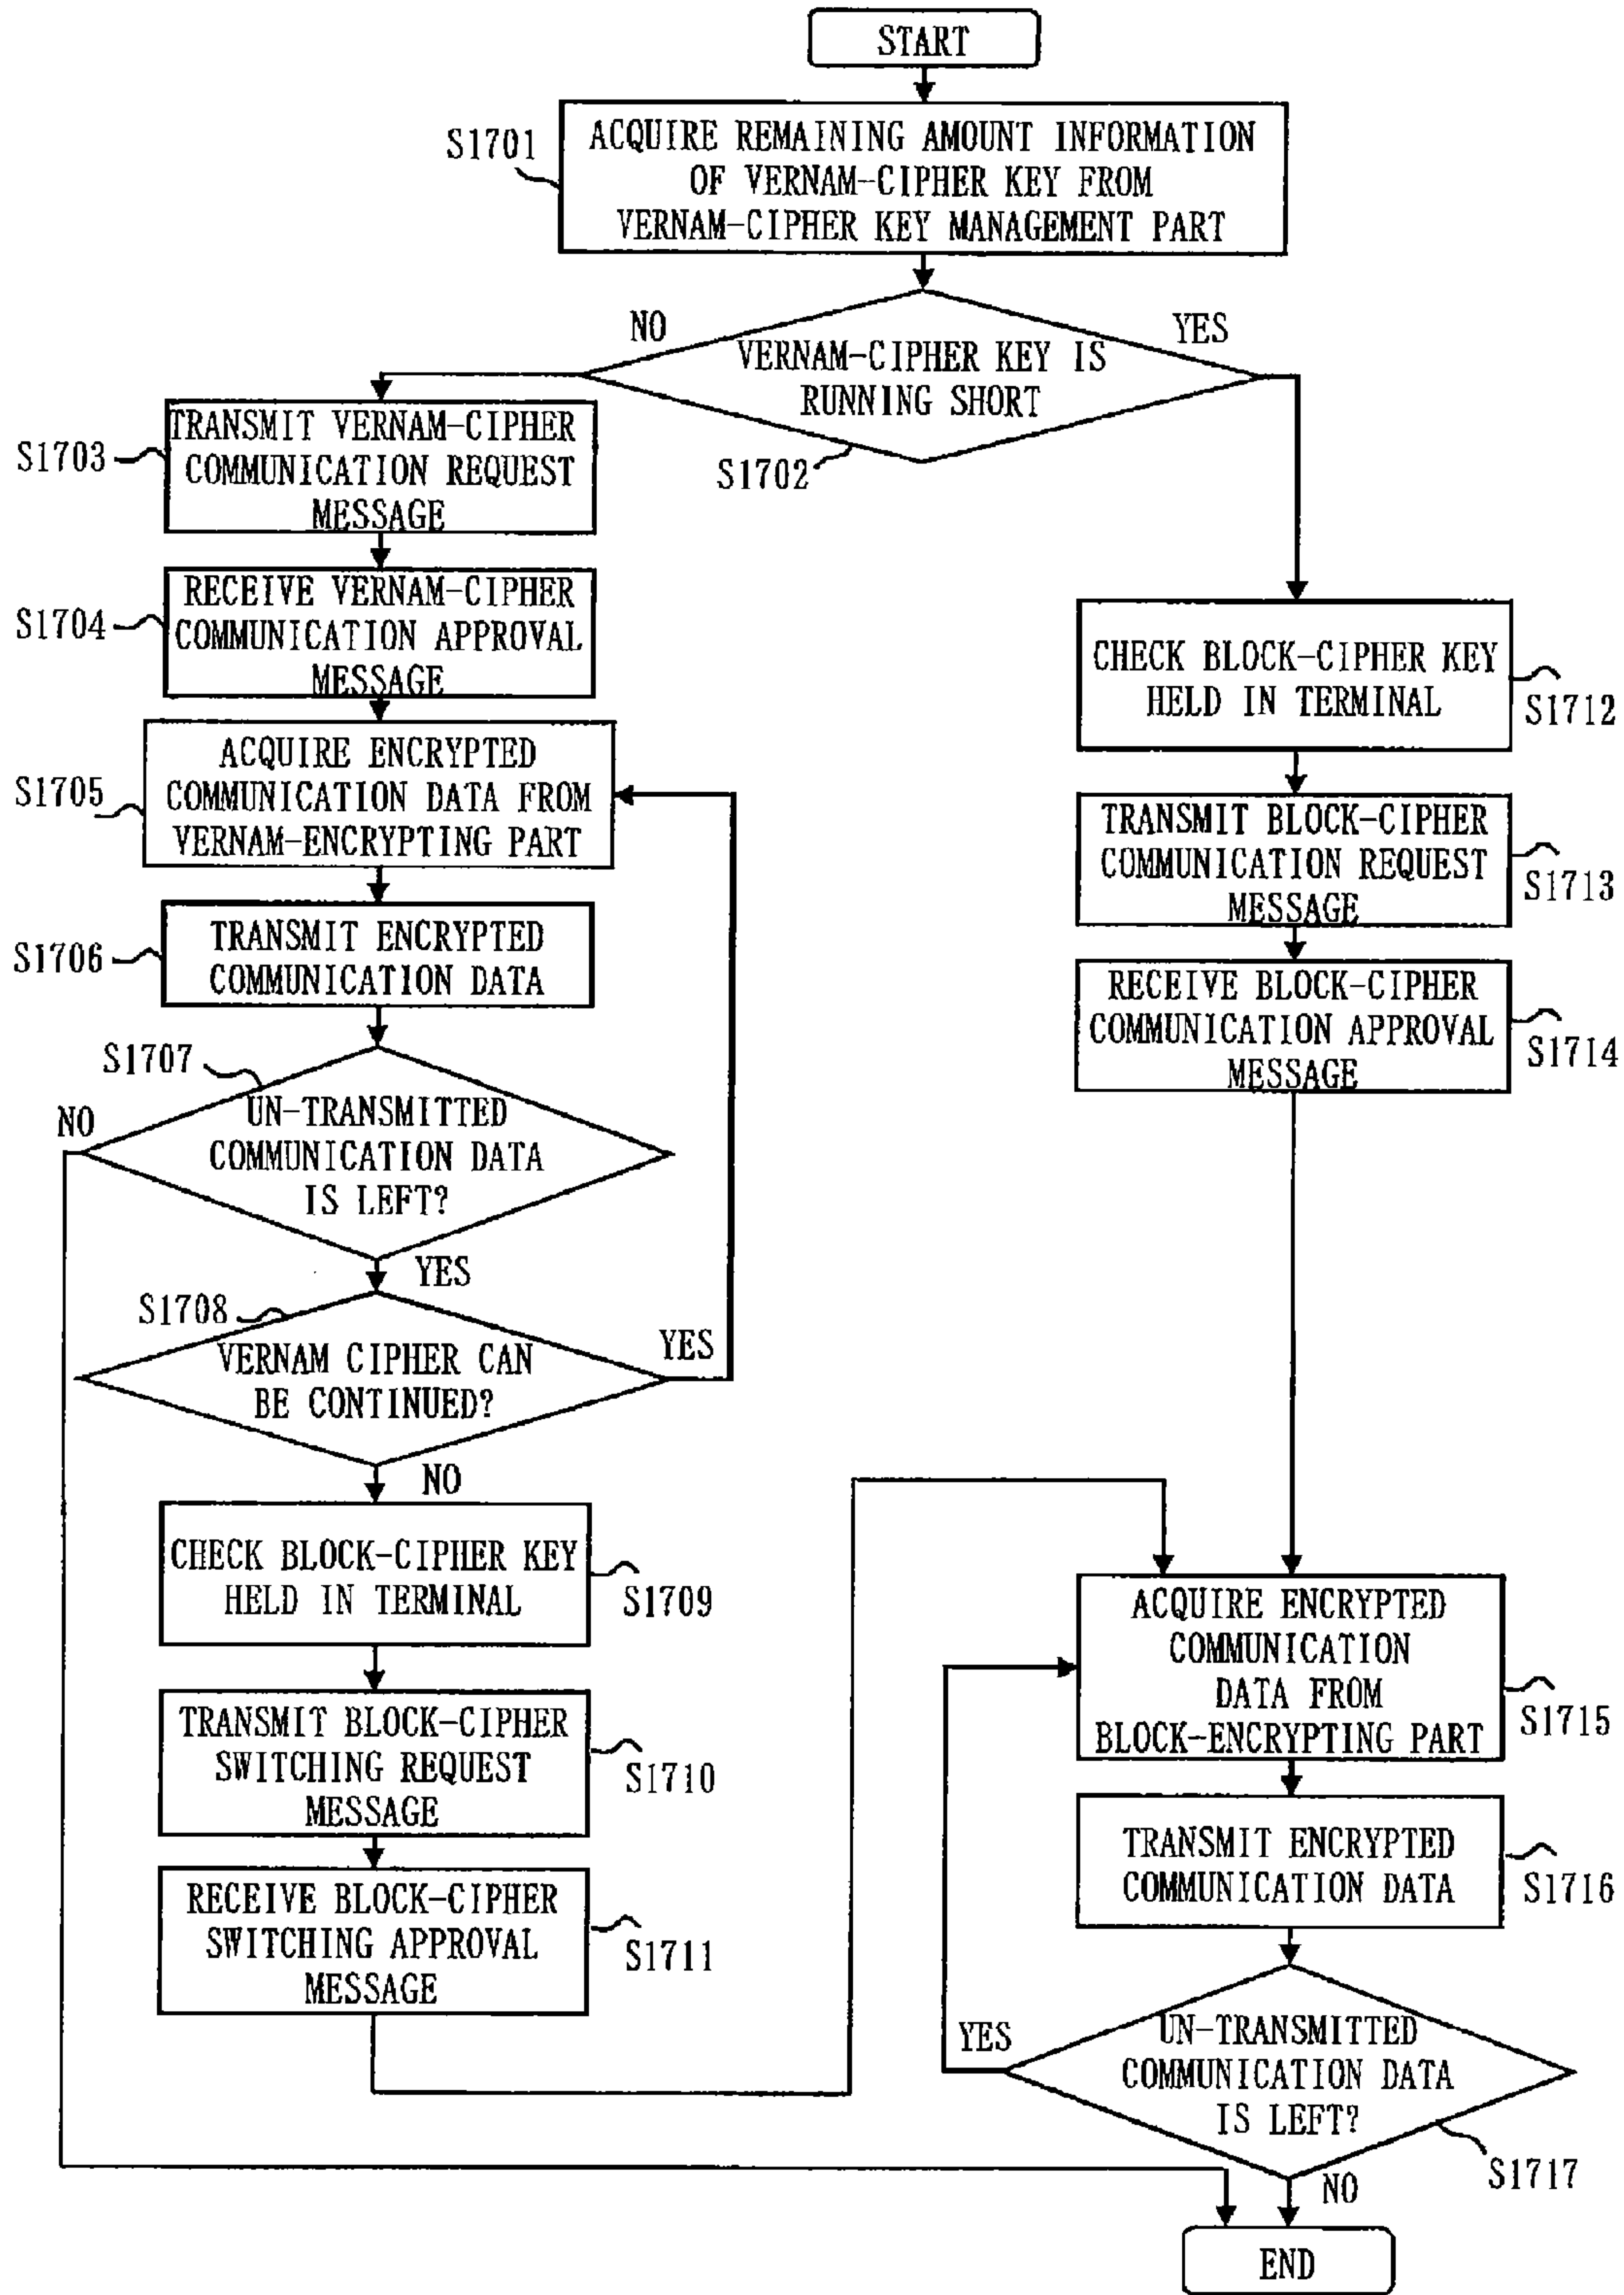 START
S1701
ACQUIRE REMAINING AMOUNT INFORMATION
OF VERNAM-CIPHER KEY FROM
VERNAM-CIPHER KEY MANAGEMENT PART
NO
YES
VERNAM-CIPHER KEY IS
RUNNING SHORT
S1702
S1703
TRANSMIT VERNAM-CIPHER
COMMUNICATION REQUEST
MESSAGE
S1704
RECEIVE VERNAM-CIPHER
COMMUNICATION APPROVAL
MESSAGE
S1705
ACQUIRE ENCRYPTED
COMMUNICATION DATA FROM
VERNAM-ENCRYPTING PART
S1706
TRANSMIT ENCRYPTED
COMMUNICATION DATA
S1707
NO
UN-TRANSMITTED
COMMUNICATION DATA
IS LEFT?
YES
S1708
VERNAM CIPHER CAN
BE CONTINUED?
YES
NO
CHECK BLOCK-CIPHER KEY
HELD IN TERMINAL
S1709
TRANSMIT BLOCK-CIPHER
SWITCHING REQUEST
MESSAGE
S1710
RECEIVE BLOCK-CIPHER
SWITCHING APPROVAL
MESSAGE
S1711
CHECK BLOCK-CIPHER KEY
HELD IN TERMINAL
S1712
TRANSMIT BLOCK-CIPHER
COMMUNICATION REQUEST
MESSAGE
S1713
RECEIVE BLOCK-CIPHER
COMMUNICATION APPROVAL
MESSAGE
S1714
ACQUIRE ENCRYPTED
COMMUNICATION
DATA FROM
BLOCK-ENCRYPTING PART
S1715
TRANSMIT ENCRYPTED
COMMUNICATION DATA
S1716
YES
UN-TRANSMITTED
COMMUNICATION DATA
IS LEFT?
S1717
NO
END